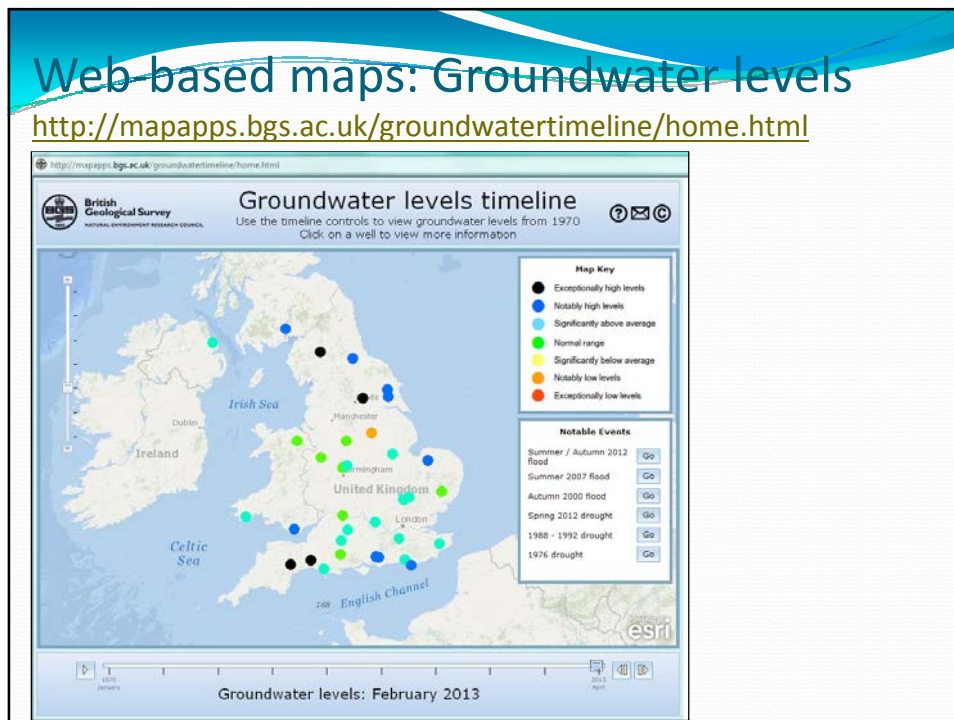 Web-based maps: Groundwater levels
http://mapapps.bgs.ac.uk/groundwatertimeline/home.html
http://mapapps.bgs.ac.uk/groundwatertimeline/home.html
British
Geological Survey
NATURAL ENVIRONMENT RESEARCH COUNCIL
BGS
Groundwater levels timeline
Use the timeline controls to view groundwater levels from 1970
Click on a well to view more information
Map Key
Exceptionally high levels
Notably high levels
Significantly above average
Normal range
Significantly below average
Notably low levels
Exceptionally low levels
Notable Events
Summer / Autumn 2012
flood
Go
Summer 2007 flood
Go
Autumn 2000 flood
Go
Spring 2012 drought
Go
1988 - 1992 drought
Go
1976 drought
Go
Irish Sea
Manchester
Dublin
Ireland
United Kingdom
London
Celtic
Sea
English Channel
esri
1970
January
2013
April
Groundwater levels: February 2013